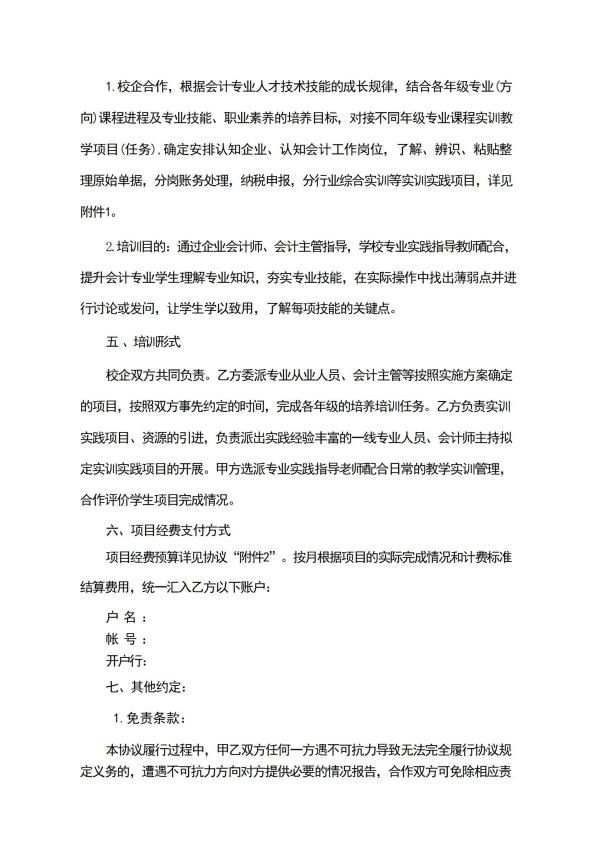 1.校企合作，根据会计专业人才技术技能的成长规律，结合各年级专业(方
向)课程进程及专业技能、职业素养的培养目标，对接不同年级专业课程实训教
学项目(任务),确定安排认知企业、认知会计工作岗位，了解、辨识、粘贴整
理原始单据，分岗账务处理，纳税申报，分行业综合实训等实训实践项目，详见
附件1。
2.培训目的：通过企业会计师、会计主管指导，学校专业实践指导教师配合，
提升会计专业学生理解专业知识，夯实专业技能，在实际操作中找出薄弱点并进
行讨论或发问，让学生学以致用，了解每项技能的关键点。
五 、培训形式
校企双方共同负责。乙方委派专业从业人员、会计主管等按照实施方案确定
的项目，按照双方事先约定的时间，完成各年级的培养培训任务。乙方负责实训
实践项目、资源的引进，负责派出实践经验丰富的一线专业人员、会计师主持拟
定实训实践项目的开展。甲方选派专业实践指导老师配合日常的教学实训管理，
合作评价学生项目完成情况。
六、项目经费支付方式
项目经费预算详见协议“附件2”。按月根据项目的实际完成情况和计费标准
结算费用，统一汇入乙方以下账户：
户 名 ：
帐 号 ：
开户行：
七、其他约定：
1.免责条款：
本协议履行过程中，甲乙双方任何一方遇不可抗力导致无法完全履行协议规
定义务的，遭遇不可抗力方向对方提供必要的情况报告，合作双方可免除相应责